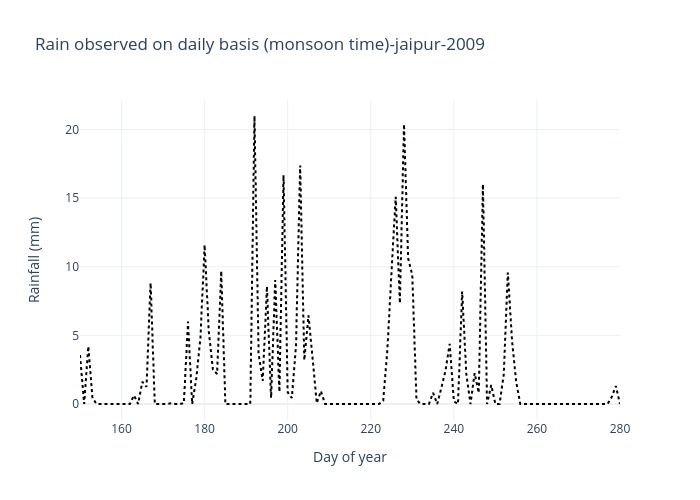 Rain observed on daily basis (monsoon time)-jaipur-2009
20
15
10
5
0
Rainfall (mm)
160 180 200 220 240 260 280
Day of year